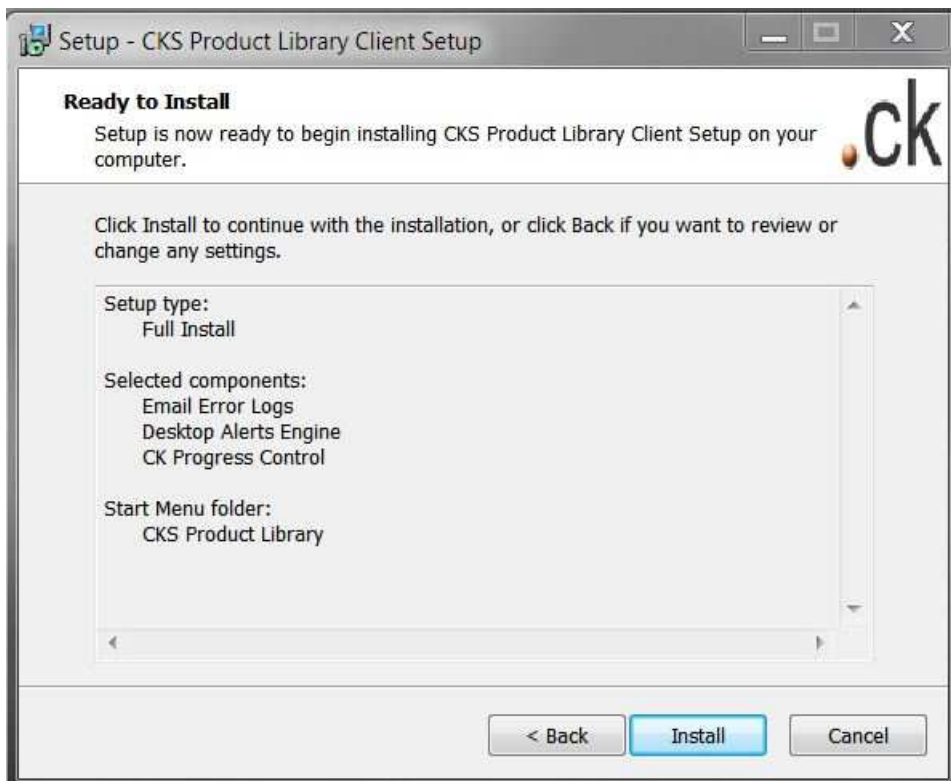 Setup - CKS Product Library Client Setup
Ready to Install
Setup is now ready to begin installing CKS Product Library Client Setup on your
computer.
.ck
Click Install to continue with the installation, or click Back if you want to review or
change any settings.
Setup type:
Full Install
Selected components:
Email Error Logs
Desktop Alerts Engine
CK Progress Control
Start Menu folder:
CKS Product Library
< Back
Install
Cancel